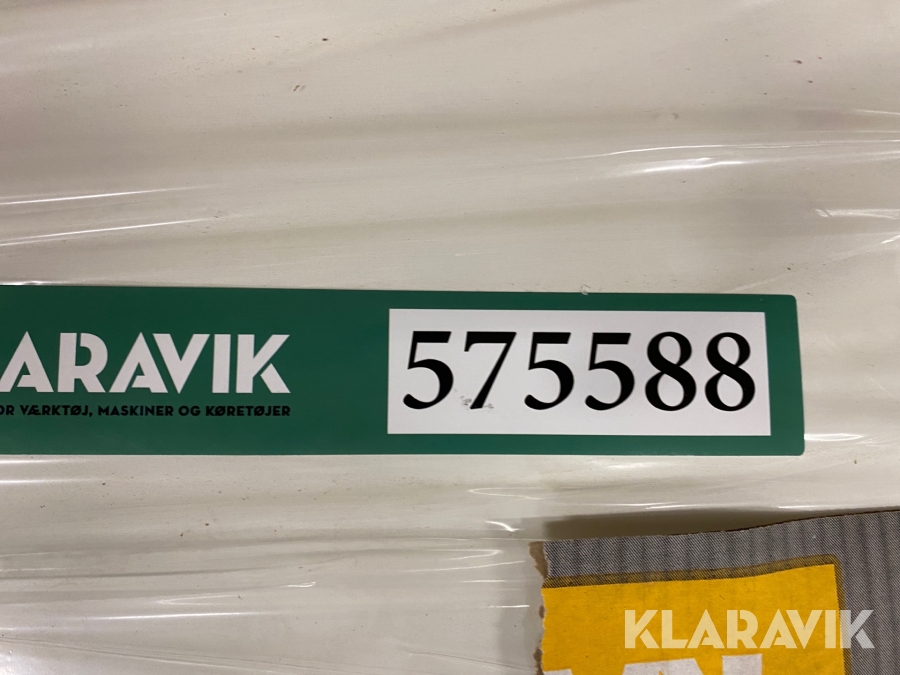 ARAVIK
OR VÆRKTØJ, MASKINER OG KØRETØJER
575588
KLARAVIK